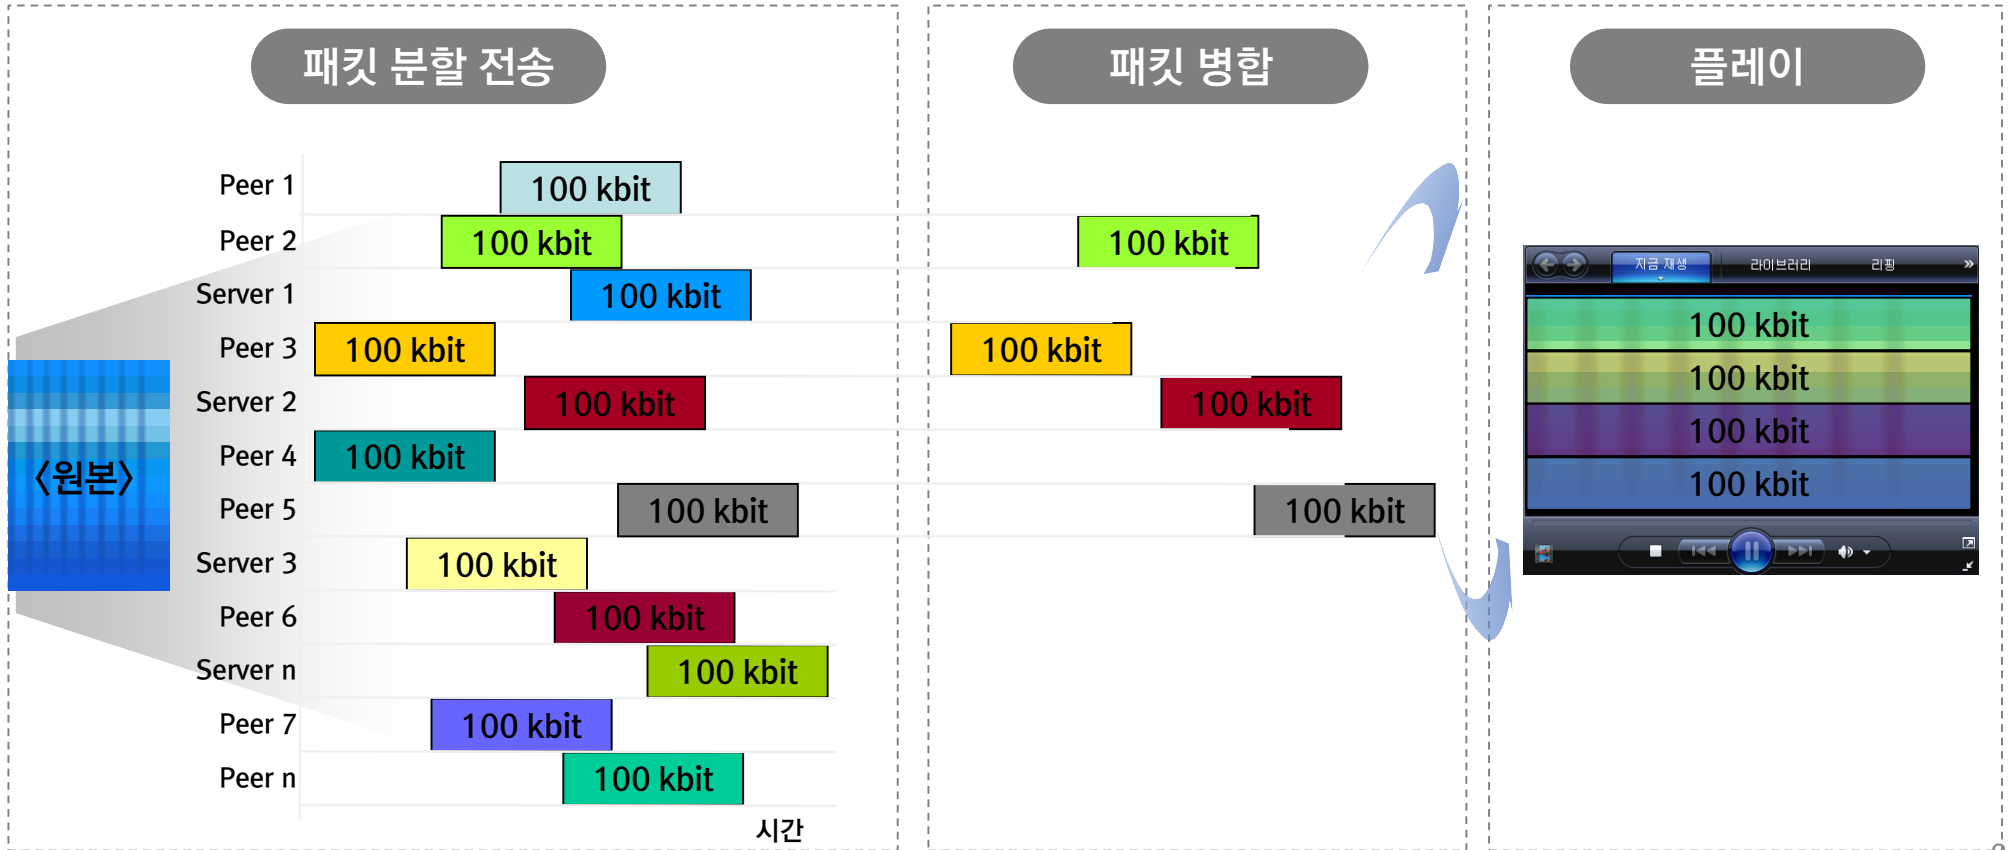 패킷 분할 전송
패킷 병합
플레이
Peer 1
100 kbit
Peer 2
100 kbit
100 kbit
Server 1
100 kbit
Peer 3
100 kbit
100 kbit
Server 2
100 kbit
100 kbit
Peer 4
100 kbit
Peer 5
100 kbit
100 kbit
Server 3
100 kbit
Peer 6
100 kbit
Server n
100 kbit
Peer 7
100 kbit
Peer n
100 kbit
시간
〈원본〉
지금 재생
라이브러리
리핑
»
100 kbit
100 kbit
100 kbit
100 kbit